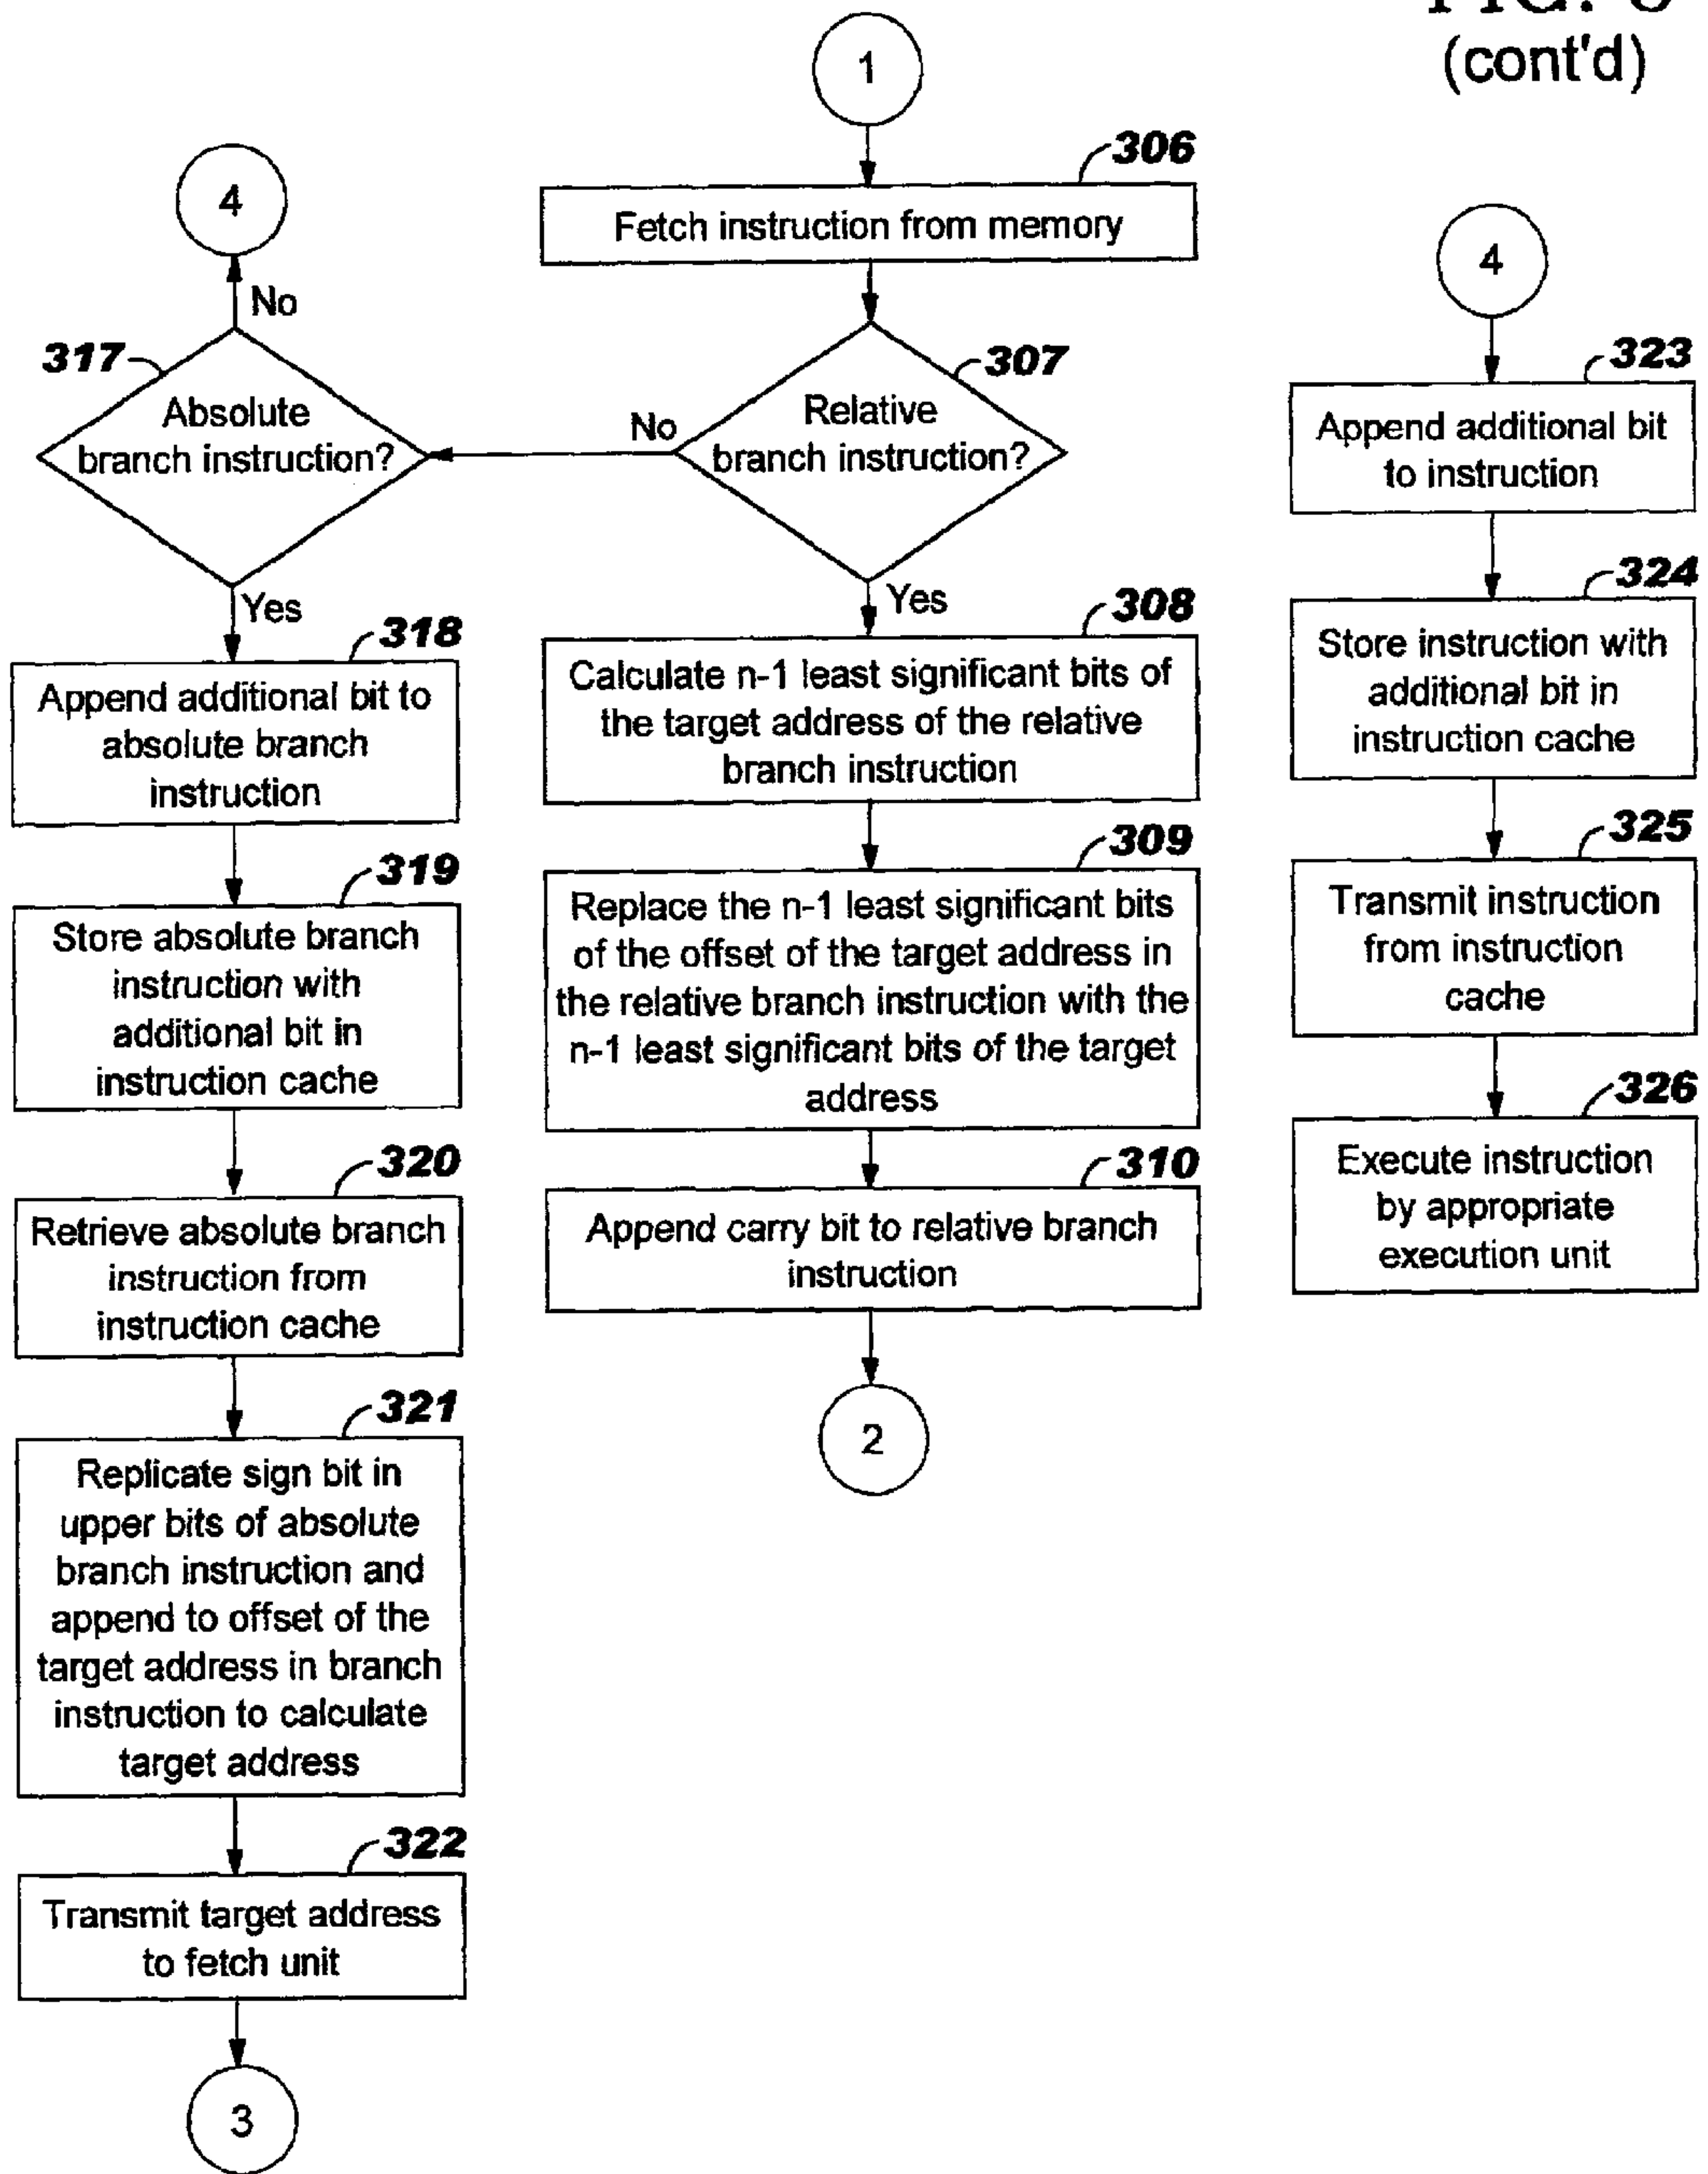 (cont'd)
1
306
Fetch instruction from memory
307
Relative
branch instruction?
No
Yes
308
Calculate n-1 least significant bits of
the target address of the relative
branch instruction
309
Replace the n-1 least significant bits
of the offset of the target address in
the relative branch instruction with the
n-1 least significant bits of the target
address
310
Append carry bit to relative branch
instruction
2
4
No
317
Absolute
branch instruction?
Yes
318
Append additional bit to
absolute branch
instruction
319
Store absolute branch
instruction with
additional bit in
instruction cache
320
Retrieve absolute branch
instruction from
instruction cache
321
Replicate sign bit in
upper bits of absolute
branch instruction and
append to offset of the
target address in branch
instruction to calculate
target address
322
Transmit target address
to fetch unit
3
4
323
Append additional bit
to instruction
324
Store instruction with
additional bit in
instruction cache
325
Transmit instruction
from instruction
cache
326
Execute instruction
by appropriate
execution unit